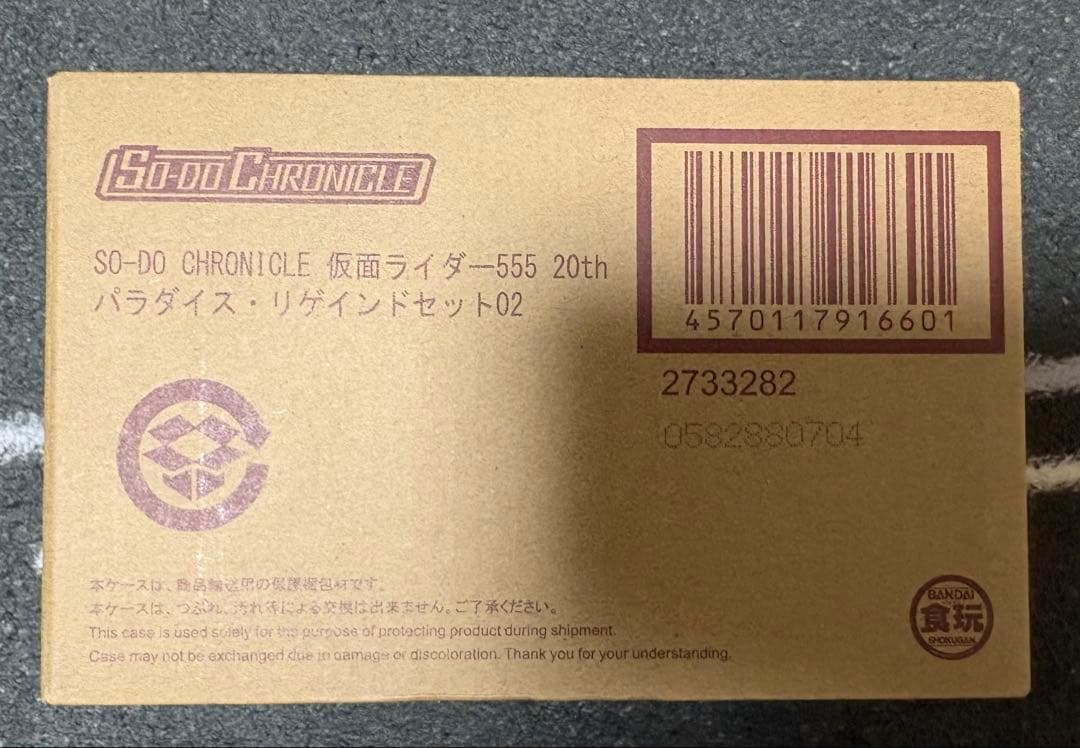 SO-DO CHRONICLE
SO-DO CHRONICLE 仮面ライダー555 20th
パラダイス・リゲインドセット02
4570117916601
2733282
0582880704
本ケースは、商品輸送用の保護梱包材です。
本ケースは、つぶれ、汚れ等による交換は出来ません。ご了承ください。
This case is used solely for the purpose of protecting product during shipment.
Case may not be exchanged due to damage or discoloration. Thank you for your understanding.
BANDAI
食玩
SHOKUGAN